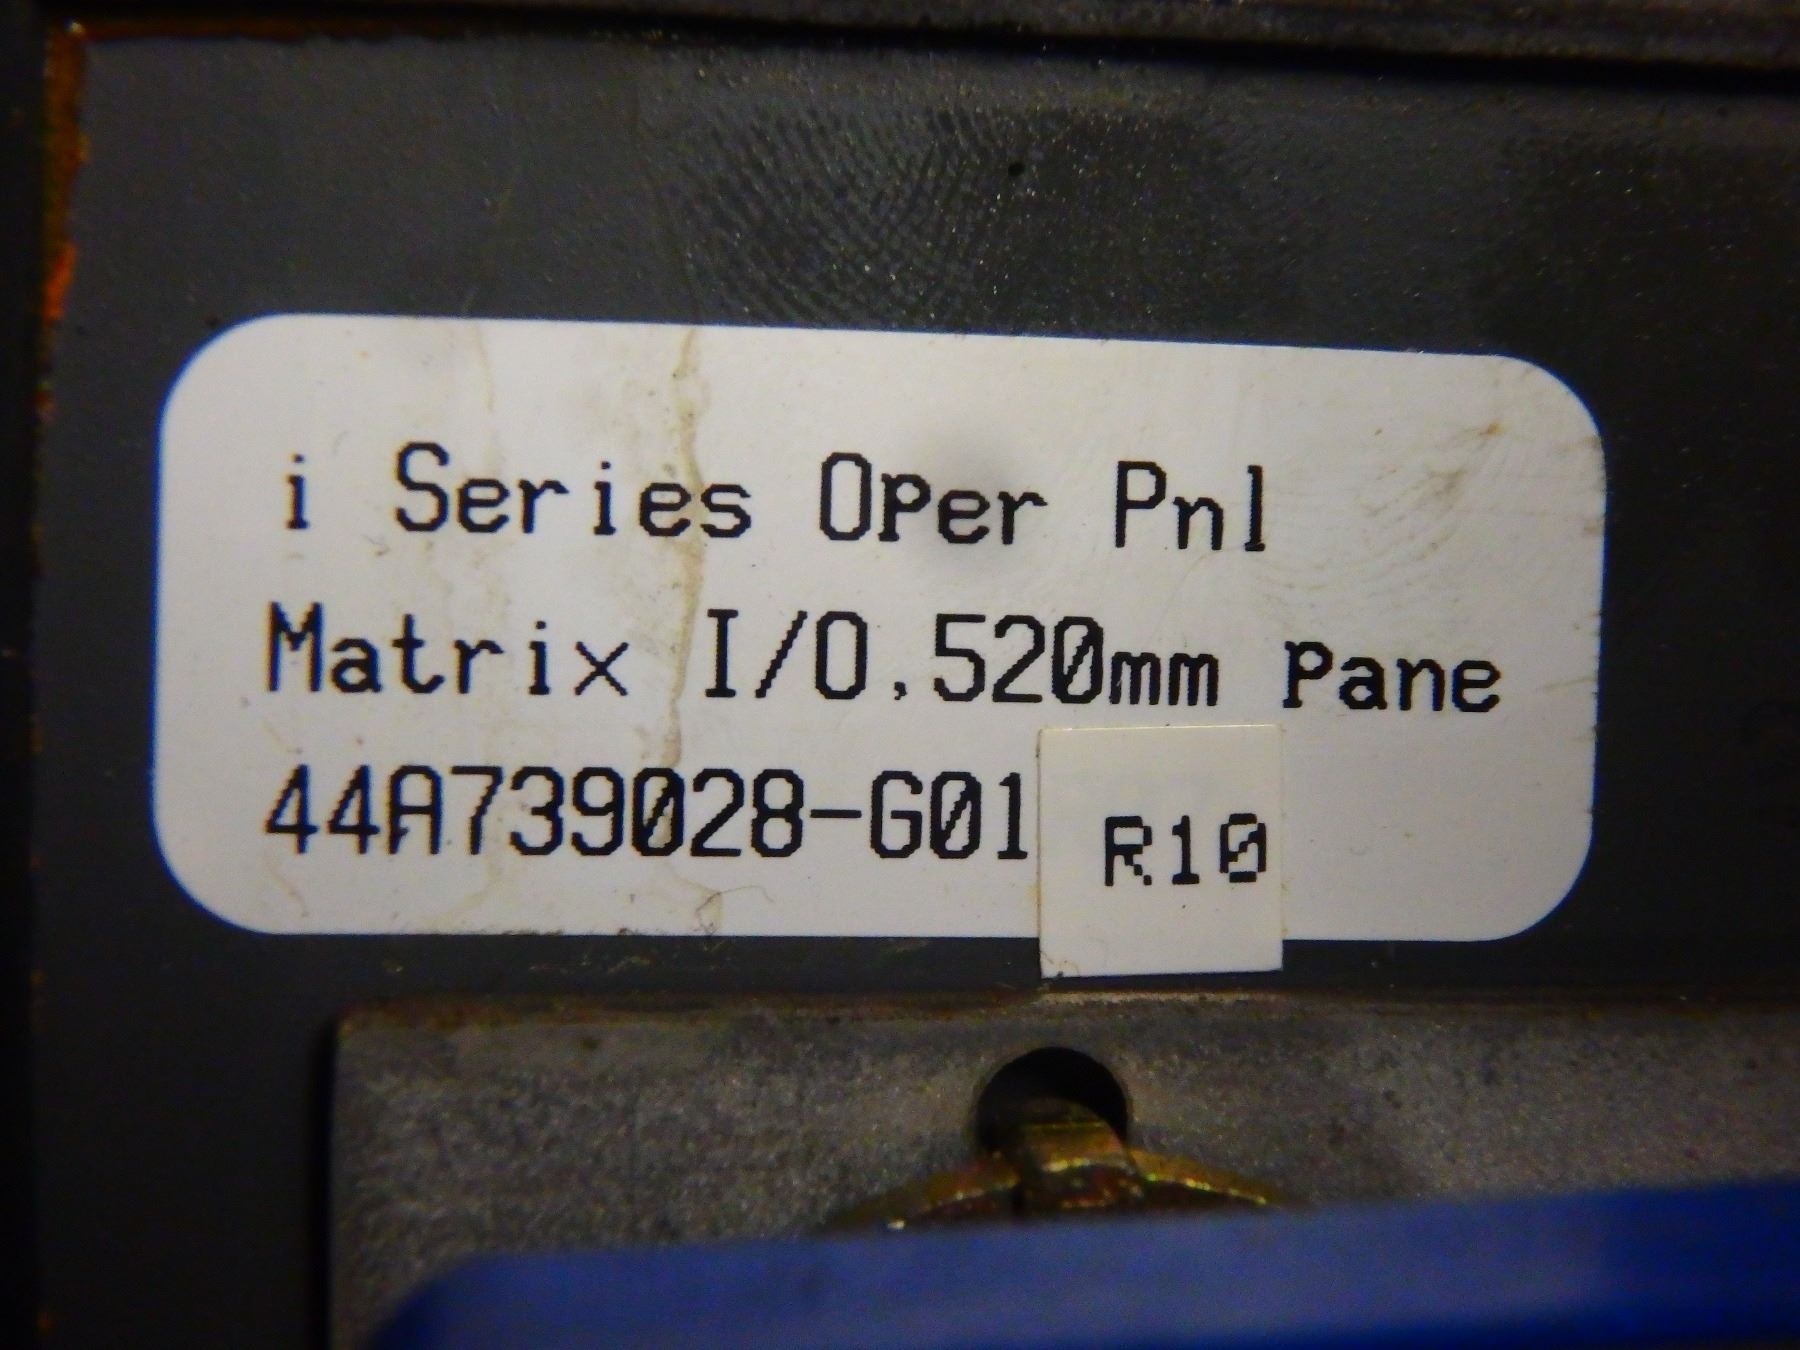 i Series Oper Pnl
Matrix I/O,520mm Pane
44A739028-G01 R10